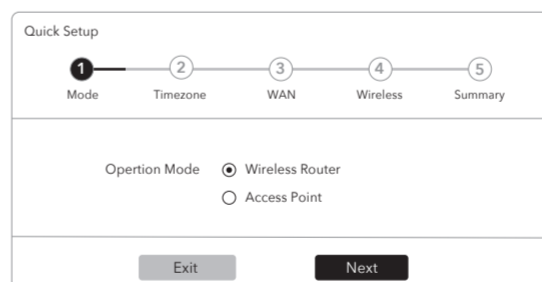 Quick Setup
1 2 3 4 5
Mode Timezone WAN Wireless Summary
Opertion Mode Wireless Router
Access Point
Exit Next